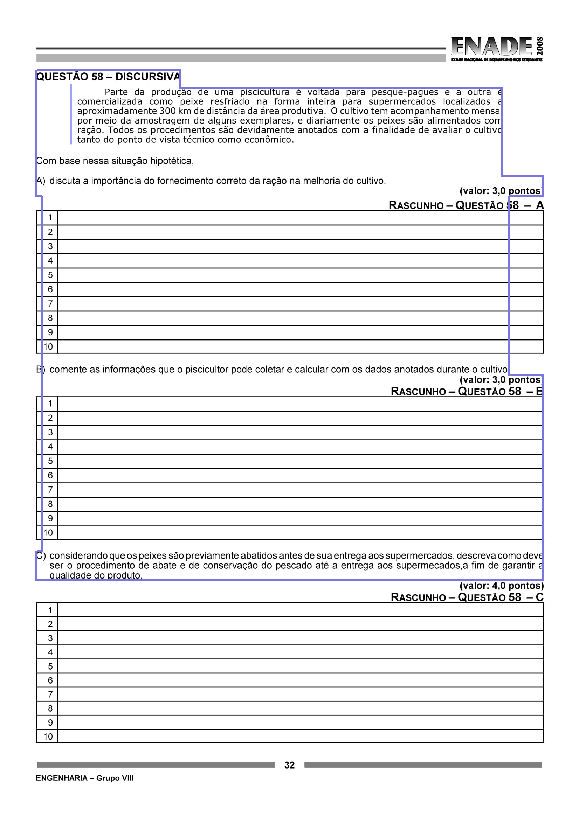 ENADE 2008
EXAME NACIONAL DE DESEMPENHO DOS ESTUDANTES
QUESTÃO 58 – DISCURSIVA
Parte da produção de uma piscicultura é voltada para pesque-pagues e a outra é
comercializada como peixe resfriado na forma inteira para supermercados localizados a
aproximadamente 300 km de distância da área produtiva. O cultivo tem acompanhamento mensal
por meio da amostragem de alguns exemplares, e diariamente os peixes são alimentados com
ração. Todos os procedimentos são devidamente anotados com a finalidade de avaliar o cultivo
tanto do ponto de vista técnico como econômico.
Com base nessa situação hipotética,
A) discuta a importância do fornecimento correto da ração na melhoria do cultivo.
(valor: 3,0 pontos)
RASCUNHO – QUESTÃO 58 – A
1
2
3
4
5
6
7
8
9
10
B) comente as informações que o piscicultor pode coletar e calcular com os dados anotados durante o cultivo.
(valor: 3,0 pontos)
RASCUNHO – QUESTÃO 58 – B
1
2
3
4
5
6
7
8
9
10
C) considerando que os peixes são previamente abatidos antes de sua entrega aos supermercados, descreva como deve
ser o procedimento de abate e de conservação do pescado até a entrega aos supermecados,a fim de garantir a
qualidade do produto.
(valor: 4,0 pontos)
RASCUNHO – QUESTÃO 58 – C
1
2
3
4
5
6
7
8
9
10
32
ENGENHARIA – Grupo VIII